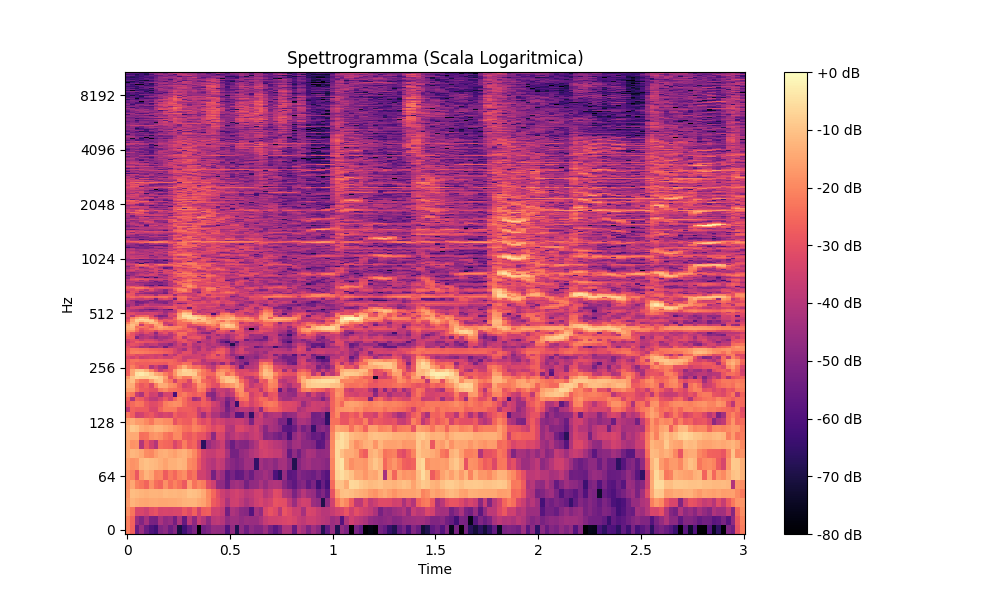 Spettrogramma (Scala Logaritmica)
Hz
8192
4096
2048
1024
512
256
128
64
0
0 0.5 1 1.5 2 2.5 3
Time
+0 dB
-10 dB
-20 dB
-30 dB
-40 dB
-50 dB
-60 dB
-70 dB
-80 dB